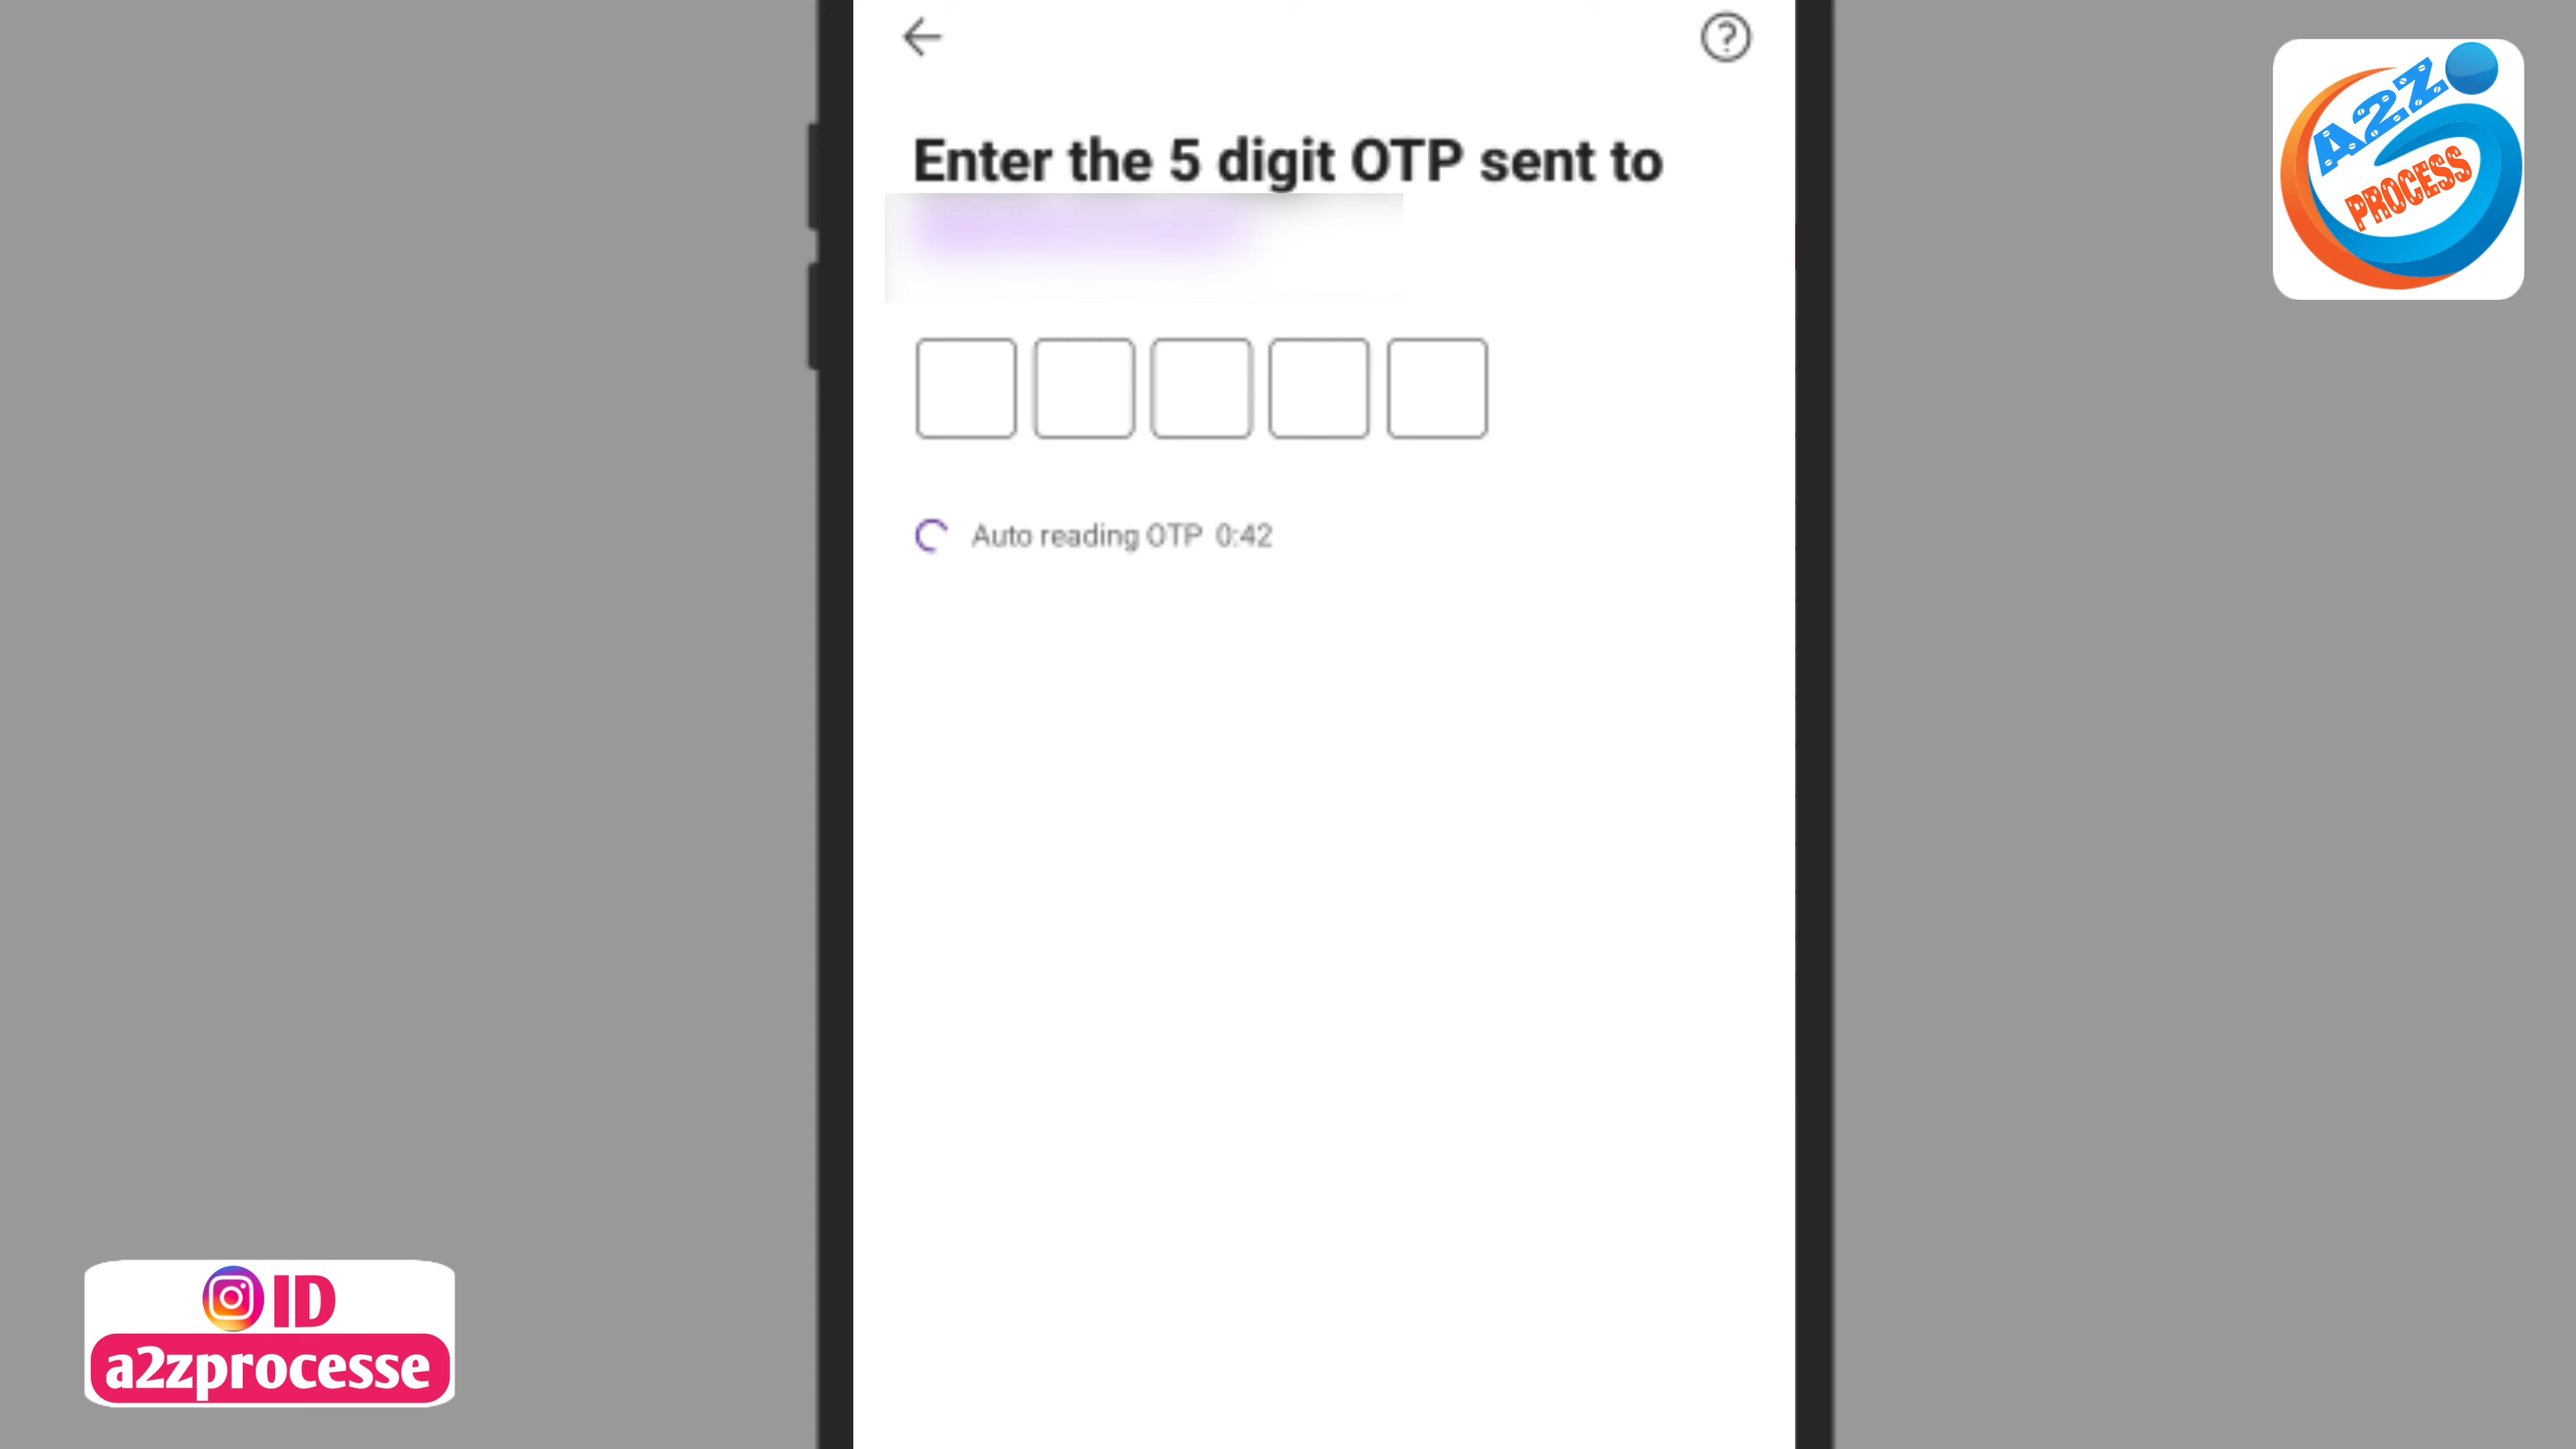 Enter the 5 digit OTP sent to
Auto reading OTP 0:42
A2Z
PROCESS
ID
a2zprocesse